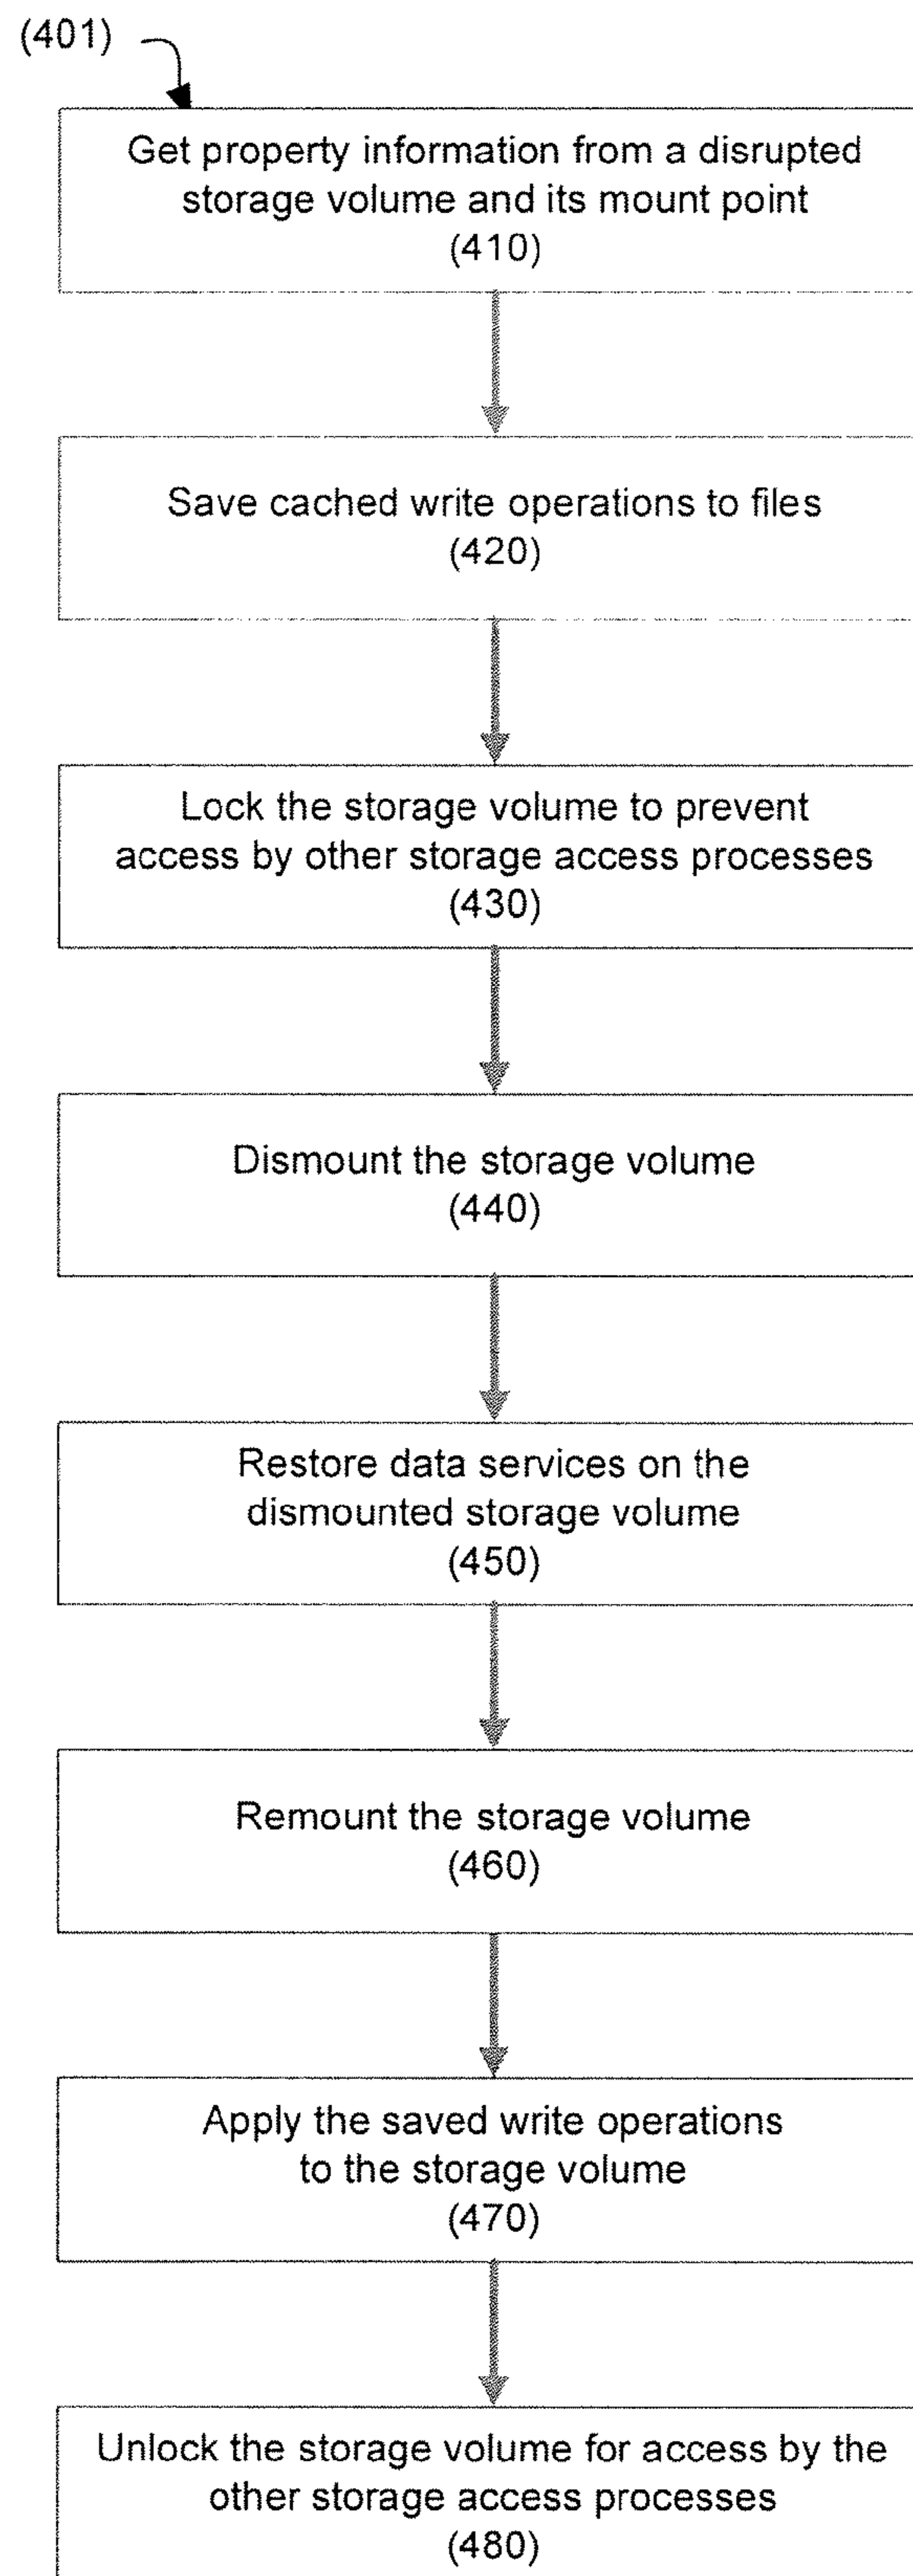 (401)
Get property information from a disrupted
storage volume and its mount point
(410)
Save cached write operations to files
(420)
Lock the storage volume to prevent
access by other storage access processes
(430)
Dismount the storage volume
(440)
Restore data services on the
dismounted storage volume
(450)
Remount the storage volume
(460)
Apply the saved write operations
to the storage volume
(470)
Unlock the storage volume for access by the
other storage access processes
(480)